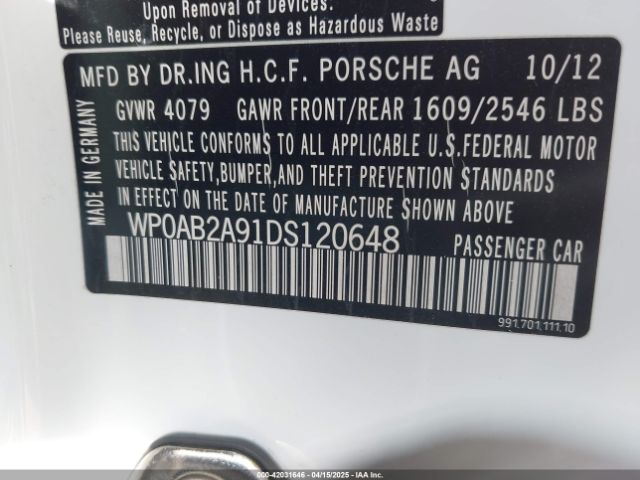 Upon Removal of Devices.
Please Reuse, Recycle, or Dispose as Hazardous Waste
MFD BY DR.ING H.C.F. PORSCHE AG 10/12
GVWR 4079 GAWR FRONT/REAR 1609/2546 LBS
THIS VEHICLE CONFORMS TO ALL APPLICABLE U.S.FEDERAL MOTOR
VEHICLE SAFETY,BUMPER,AND THEFT PREVENTION STANDARDS
IN EFFECT ON THE DATE OF MANUFACTURE SHOWN ABOVE
MADE IN GERMANY
WP0AB2A91DS120648 PASSENGER CAR
991.701.111.10
000-42031646 - 04/15/2025 - IAAI.COM